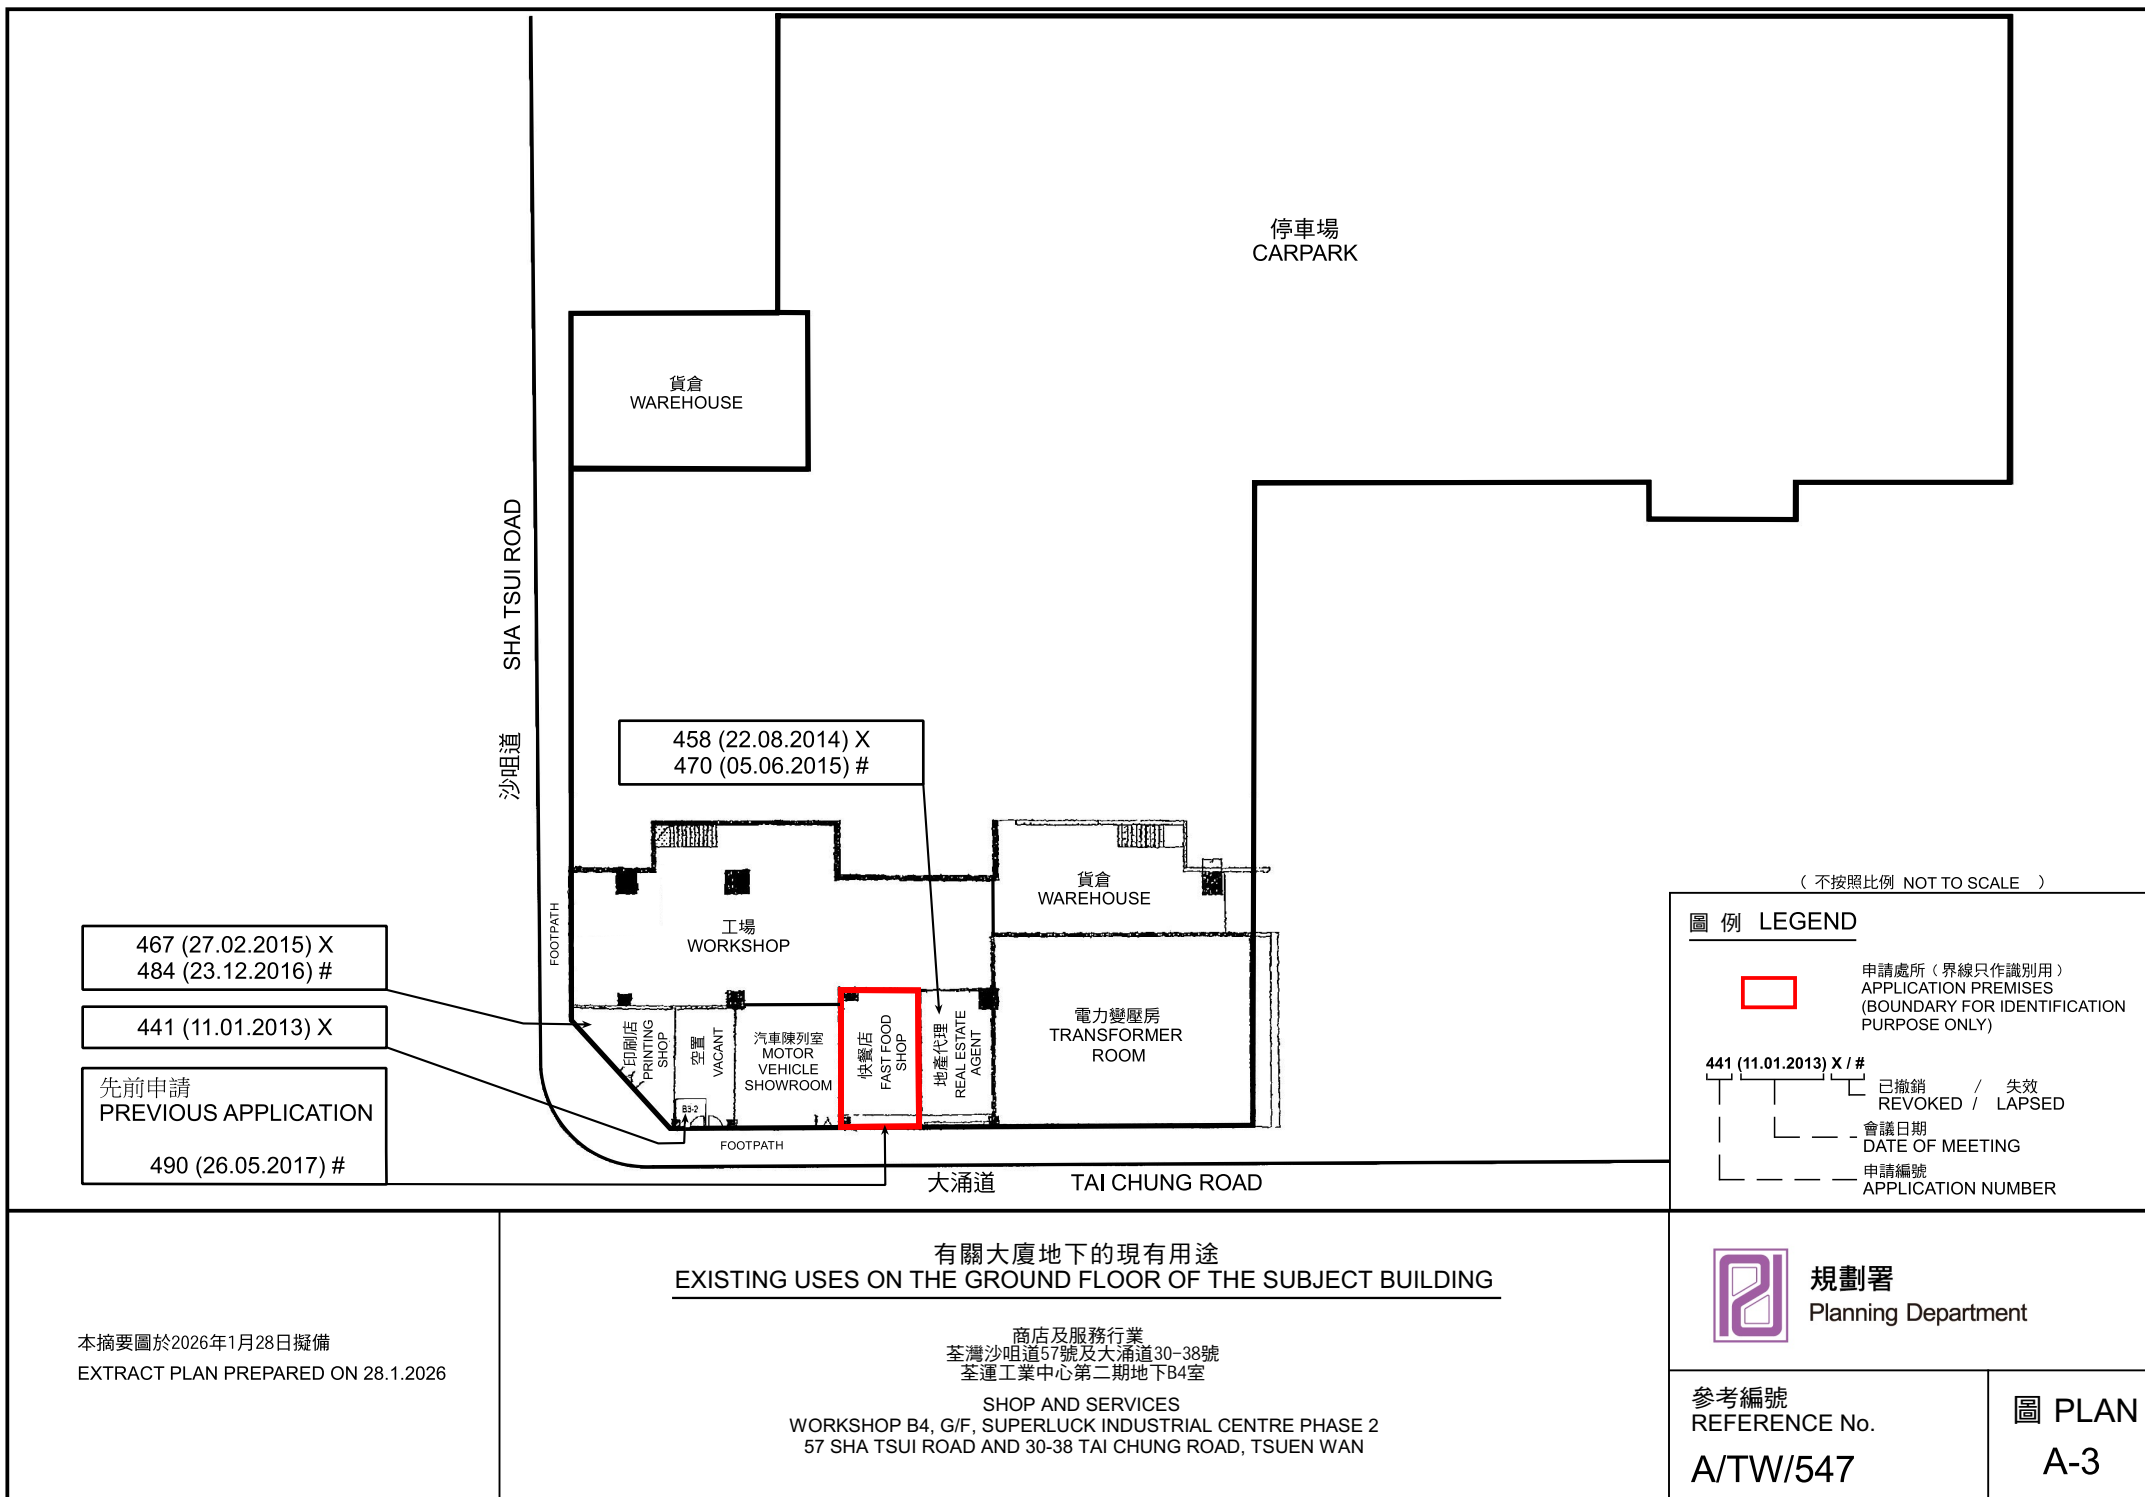 停車場
CARPARK
貨倉
WAREHOUSE
SHA TSUI ROAD
沙咀道
458 (22.08.2014) X
470 (05.06.2015) #
貨倉
WAREHOUSE
工場
WORKSHOP
FOOTPATH
467 (27.02.2015) X
484 (23.12.2016) #
441 (11.01.2013) X
先前申請
PREVIOUS APPLICATION
490 (26.05.2017) #
印刷店
PRINTING
SHOP
空置
VACANT
B3-2
汽車陳列室
MOTOR
VEHICLE
SHOWROOM
快餐店
FAST FOOD
SHOP
地產代理
REAL ESTATE
AGENT
電力變壓房
TRANSFORMER
ROOM
FOOTPATH
大涌道 TAI CHUNG ROAD
( 不按照比例 NOT TO SCALE )
圖 例 LEGEND
申請處所 ( 界線只作識別用 )
APPLICATION PREMISES
(BOUNDARY FOR IDENTIFICATION
PURPOSE ONLY)
441 (11.01.2013) X / #
已撤銷 / 失效
REVOKED / LAPSED
會議日期
DATE OF MEETING
申請編號
APPLICATION NUMBER
本摘要圖於2026年1月28日擬備
EXTRACT PLAN PREPARED ON 28.1.2026
有關大廈地下的現有用途
EXISTING USES ON THE GROUND FLOOR OF THE SUBJECT BUILDING
商店及服務行業
荃灣沙咀道57號及大涌道30-38號
荃運工業中心第二期地下B4室
SHOP AND SERVICES
WORKSHOP B4, G/F, SUPERLUCK INDUSTRIAL CENTRE PHASE 2
57 SHA TSUI ROAD AND 30-38 TAI CHUNG ROAD, TSUEN WAN
規劃署
Planning Department
參考編號
REFERENCE No.
A/TW/547
圖 PLAN
A-3